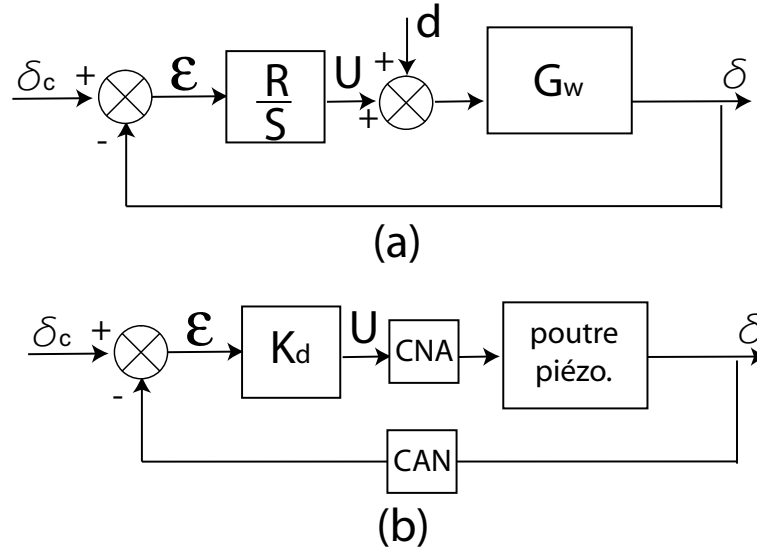 d
δc + ε R/S U + + Gw δ
-
(a)
δc + ε Kd U CNA poutre piézo. δ
-
CAN
(b)